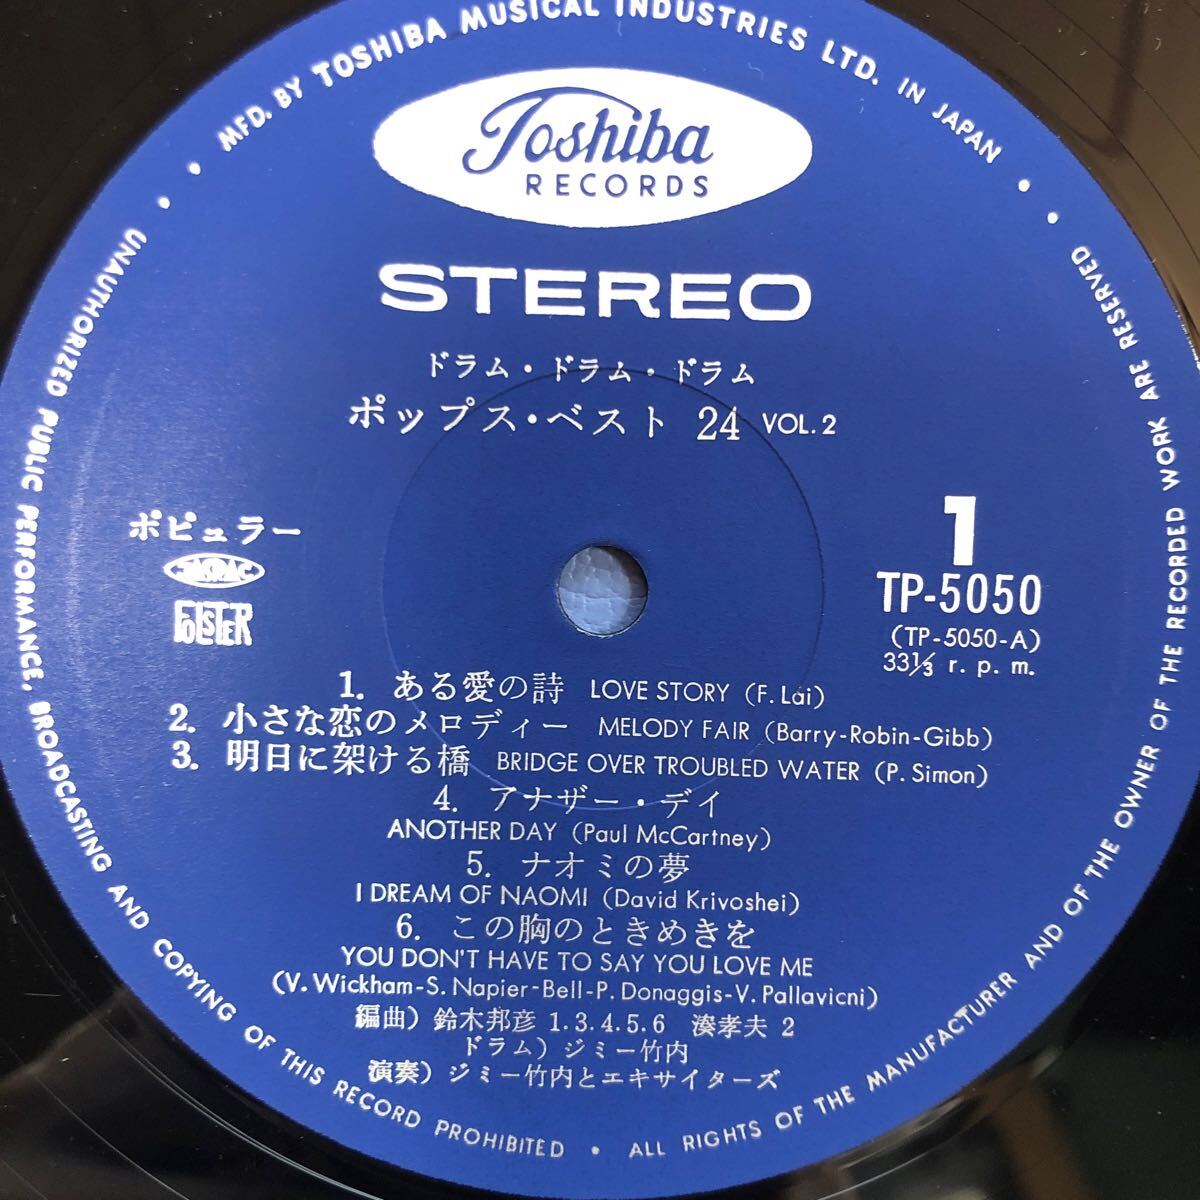 MFD. BY TOSHIBA MUSICAL INDUSTRIES LTD. IN JAPAN
Toshiba
RECORDS
STEREO
ドラム・ドラム・ドラム
ポップス・ベスト 24 VOL.2
ポピュラー
JASRAC
1
TP-5050
(TP-5050-A)
33⅓ r. p. m.
1. ある愛の詩 LOVE STORY (F. Lai)
2. 小さな恋のメロディー MELODY FAIR (Barry-Robin-Gibb)
3. 明日に架ける橋 BRIDGE OVER TROUBLED WATER (P. Simon)
4. アナザー・デイ
ANOTHER DAY (Paul McCartney)
5. ナオミの夢
I DREAM OF NAOMI (David Krivoshei)
6. この胸のときめきを
YOU DON'T HAVE TO SAY YOU LOVE ME
(V. Wickham-S. Napier-Bell-P. Donaggis-V. Pallavicni)
編曲) 鈴木邦彦 1.3.4.5.6 湊孝夫 2
ドラム) ジミー竹内
演奏) ジミー竹内とエキサイターズ
UNAUTHORIZED PUBLIC PERFORMANCE, BROADCASTING AND COPYING OF THIS RECORD PROHIBITED • ALL RIGHTS OF THE MANUFACTURER AND OF THE OWNER OF THE RECORDED WORK ARE RESERVED